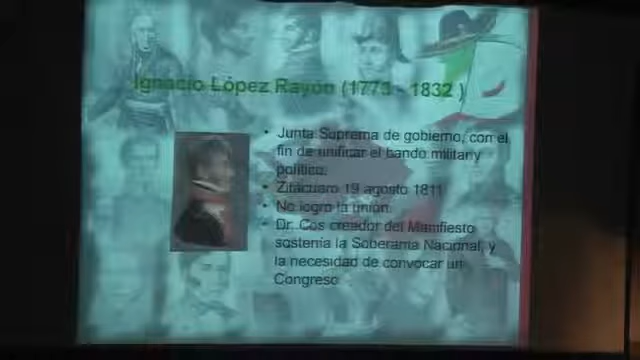 Ignacio López Rayón (1773 - 1832 )
• Junta Suprema de gobierno, con el
fin de unificar el bando militar y
político.
• Zitácuaro 19 agosto 1811
• No logro la unión.
• Dr. Cos creador del Manifiesto
sostenía la Soberama Nacional, y
la necesidad de convocar un
Congreso